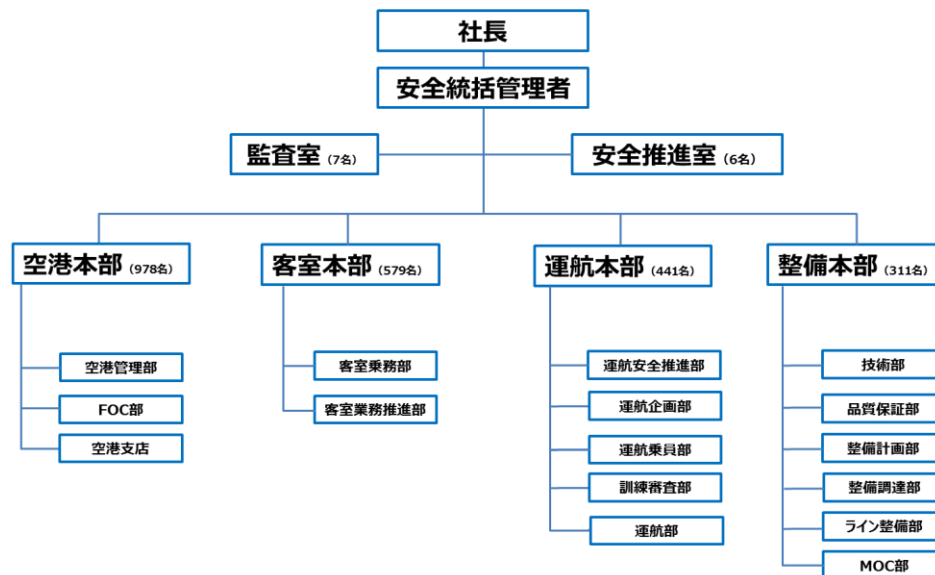 社長
安全統括管理者
監査室 (7名)
安全推進室 (6名)
空港本部 (978名)
客室本部 (579名)
運航本部 (441名)
整備本部 (311名)
空港管理部
FOC部
空港支店
客室乗務部
客室業務推進部
運航安全推進部
運航企画部
運航乗員部
訓練審査部
運航部
技術部
品質保証部
整備計画部
整備調達部
ライン整備部
MOC部